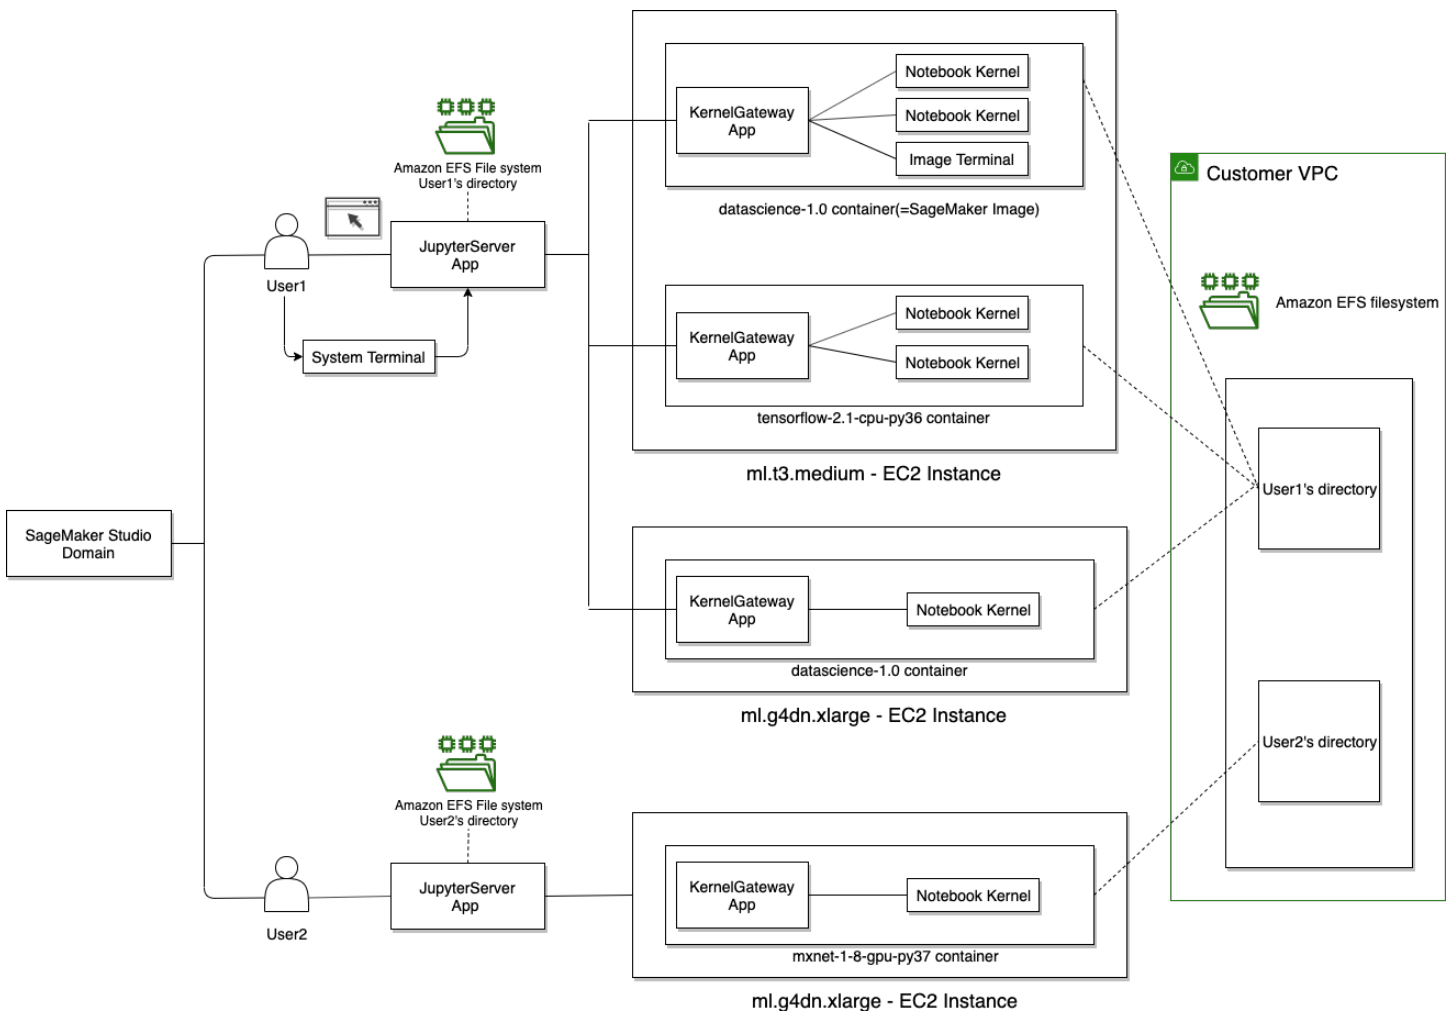 SageMaker Studio
Domain
Amazon EFS File system
User1's directory
User1
JupyterServer
App
System Terminal
KernelGateway
App
Notebook Kernel
Notebook Kernel
Image Terminal
datascience-1.0 container(=SageMaker Image)
KernelGateway
App
Notebook Kernel
Notebook Kernel
tensorflow-2.1-cpu-py36 container
ml.t3.medium - EC2 Instance
KernelGateway
App
Notebook Kernel
datascience-1.0 container
ml.g4dn.xlarge - EC2 Instance
Amazon EFS File system
User2's directory
User2
JupyterServer
App
KernelGateway
App
Notebook Kernel
mxnet-1-8-gpu-py37 container
ml.g4dn.xlarge - EC2 Instance
Customer VPC
Amazon EFS filesystem
User1's directory
User2's directory